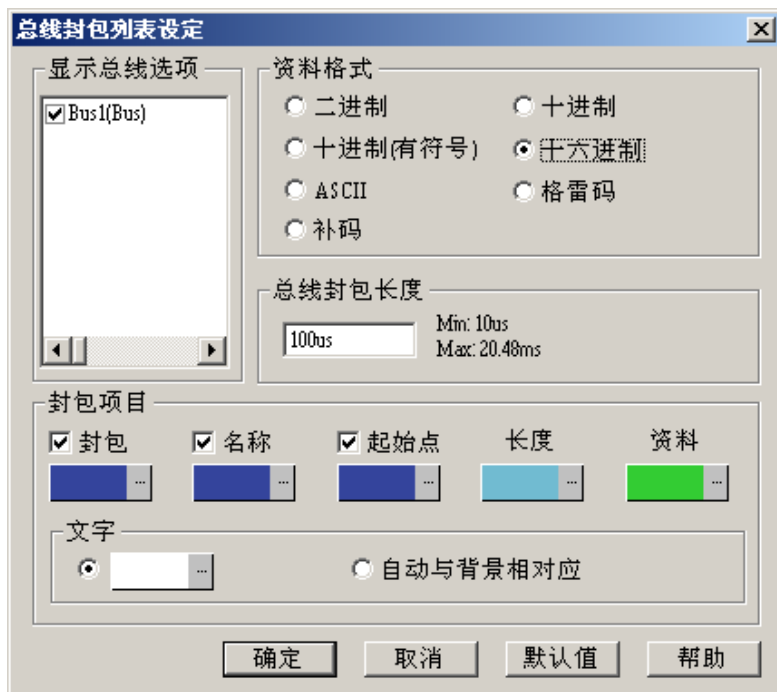 总线封包列表设定
显示总线选项
Bus1(Bus)
资料格式
二进制
十进制
十进制(有符号)
十六进制
ASCII
格雷码
补码
总线封包长度
100us
Min: 10us
Max: 20.48ms
封包项目
封包
名称
起始点
长度
资料
...
...
...
...
...
文字
...
自动与背景相对应
确定
取消
默认值
帮助